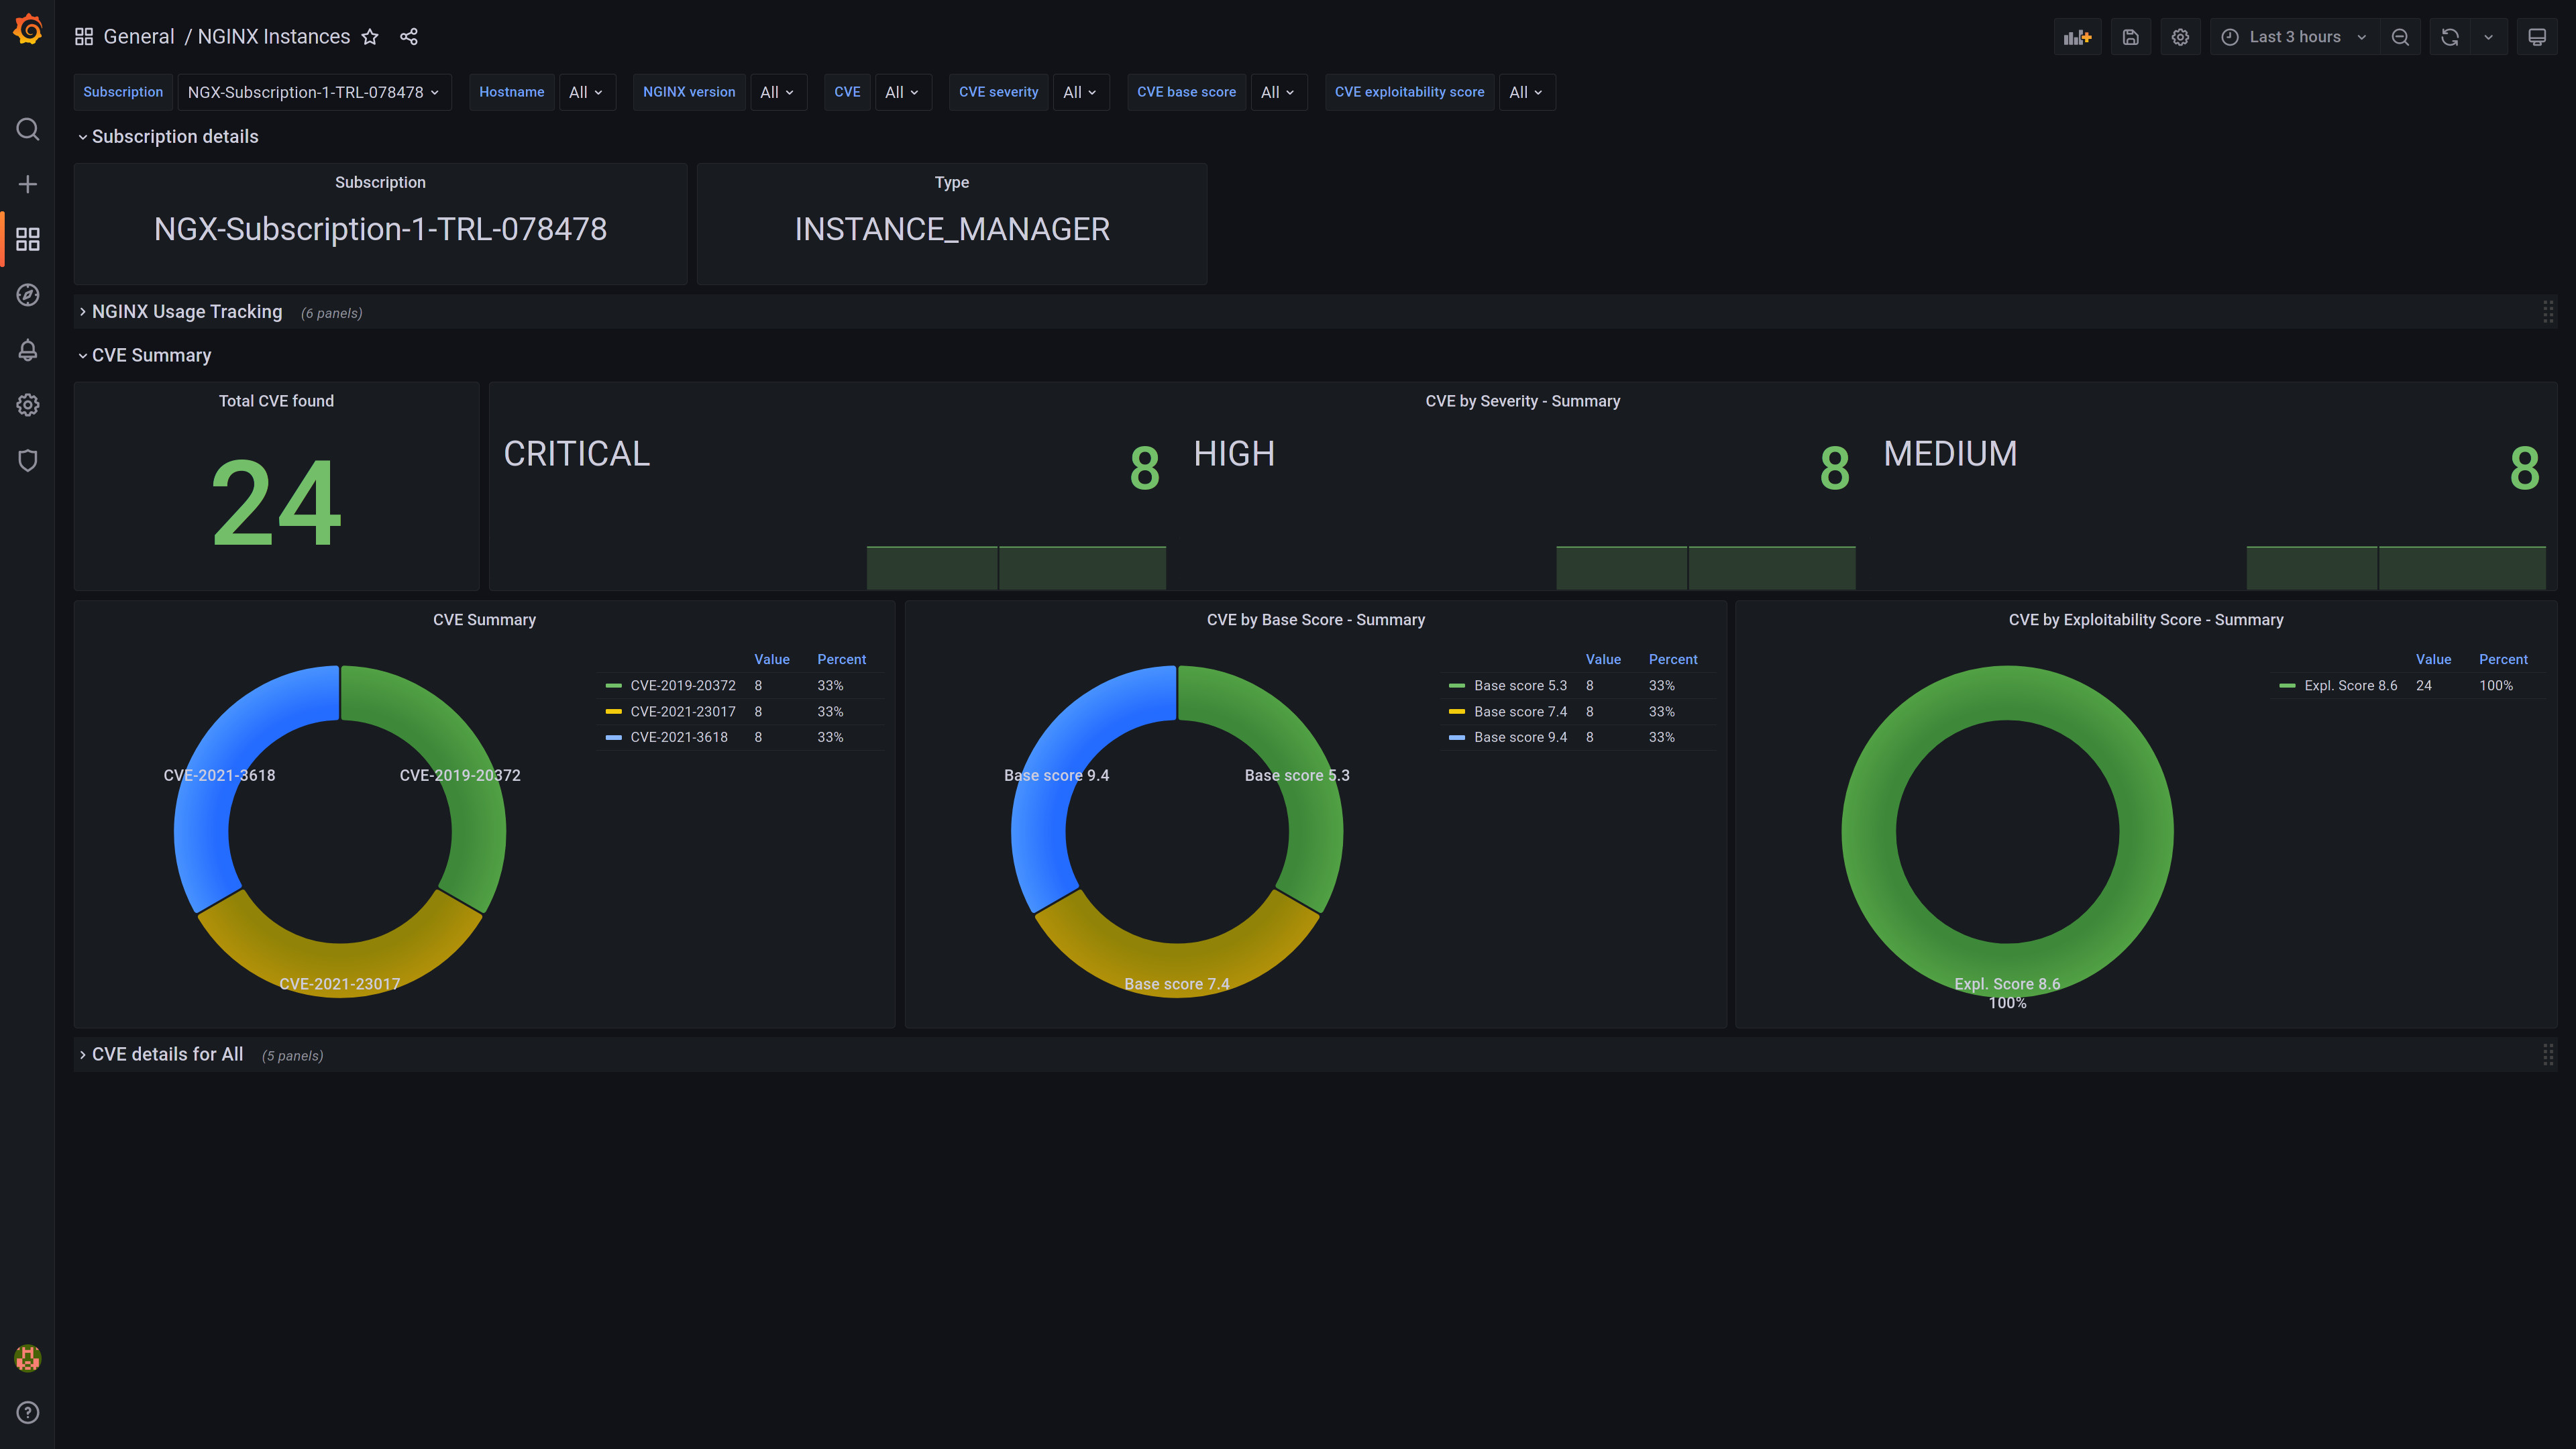 General / NGINX Instances
Last 3 hours
Subscription NGX-Subscription-1-TRL-078478 Hostname All NGINX version All CVE All CVE severity All CVE base score All CVE exploitability score All
Subscription details
Subscription
NGX-Subscription-1-TRL-078478
Type
INSTANCE_MANAGER
NGINX Usage Tracking (6 panels)
CVE Summary
Total CVE found
24
CVE by Severity - Summary
CRITICAL 8 HIGH 8 MEDIUM 8
CVE Summary
Value Percent
CVE-2019-20372 8 33%
CVE-2021-23017 8 33%
CVE-2021-3618 8 33%
CVE-2021-3618 CVE-2019-20372
CVE-2021-23017
CVE by Base Score - Summary
Value Percent
Base score 5.3 8 33%
Base score 7.4 8 33%
Base score 9.4 8 33%
Base score 9.4 Base score 5.3
Base score 7.4
CVE by Exploitability Score - Summary
Value Percent
Expl. Score 8.6 24 100%
Expl. Score 8.6
100%
CVE details for All (5 panels)